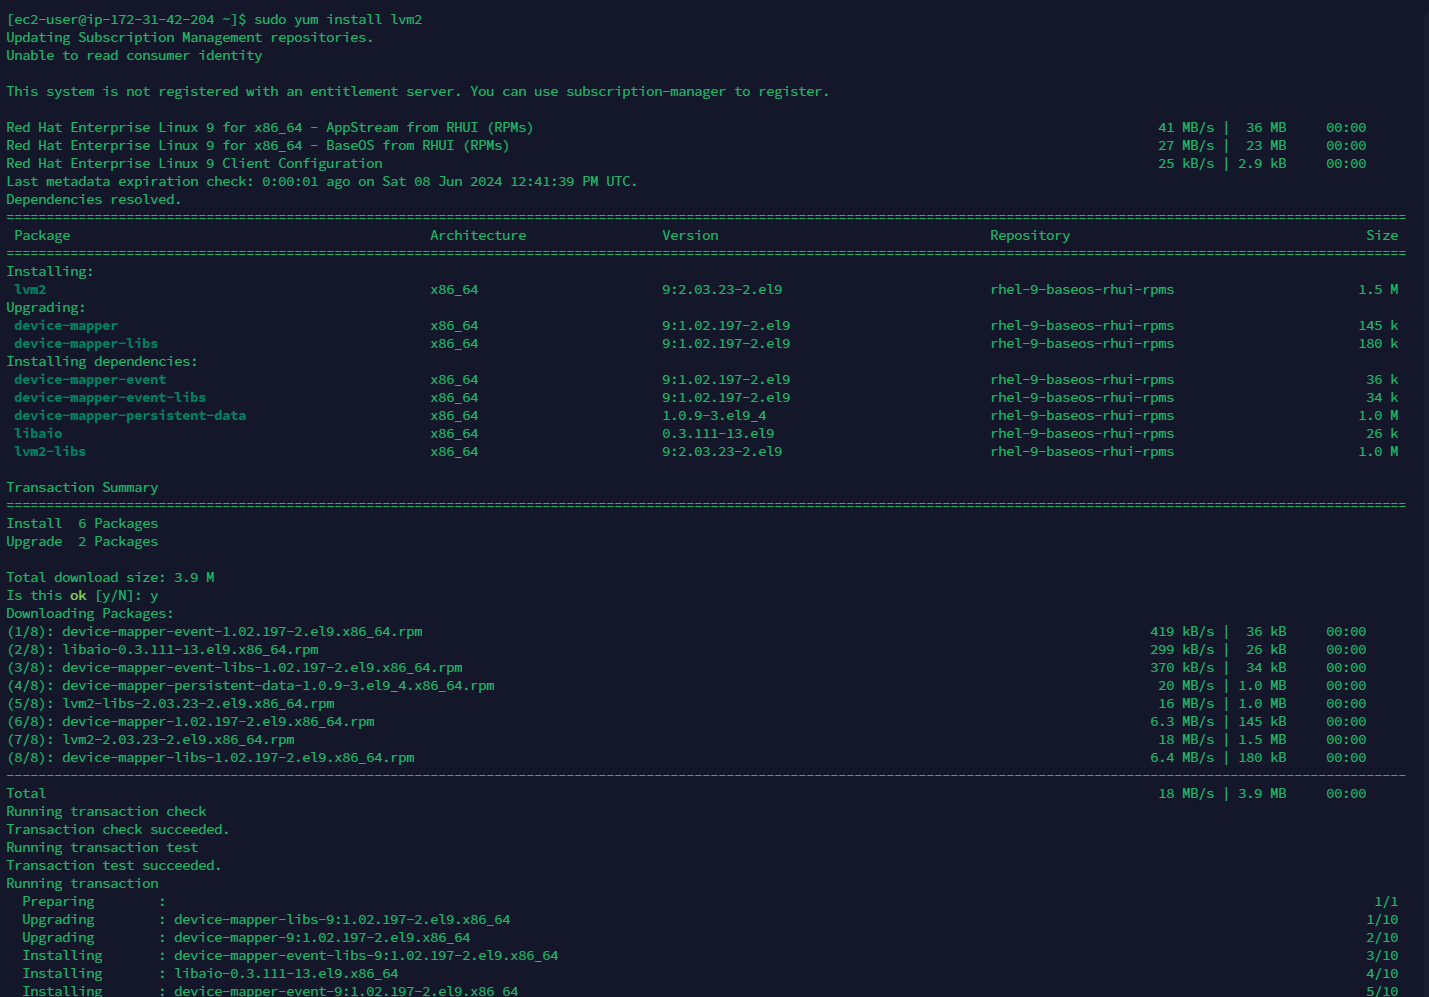 [ec2-user@ip-172-31-42-204 ~]$ sudo yum install lvm2
Updating Subscription Management repositories.
Unable to read consumer identity
This system is not registered with an entitlement server. You can use subscription-manager to register.
Red Hat Enterprise Linux 9 for x86_64 - AppStream from RHUI (RPMs) 41 MB/s | 36 MB 00:00
Red Hat Enterprise Linux 9 for x86_64 - BaseOS from RHUI (RPMs) 27 MB/s | 23 MB 00:00
Red Hat Enterprise Linux 9 Client Configuration 25 kB/s | 2.9 kB 00:00
Last metadata expiration check: 0:00:01 ago on Sat 08 Jun 2024 12:41:39 PM UTC.
Dependencies resolved.
Package Architecture Version Repository Size
Installing:
lvm2 x86_64 9:2.03.23-2.el9 rhel-9-baseos-rhui-rpms 1.5 M
Upgrading:
device-mapper x86_64 9:1.02.197-2.el9 rhel-9-baseos-rhui-rpms 145 k
device-mapper-libs x86_64 9:1.02.197-2.el9 rhel-9-baseos-rhui-rpms 180 k
Installing dependencies:
device-mapper-event x86_64 9:1.02.197-2.el9 rhel-9-baseos-rhui-rpms 36 k
device-mapper-event-libs x86_64 9:1.02.197-2.el9 rhel-9-baseos-rhui-rpms 34 k
device-mapper-persistent-data x86_64 1.0.9-3.el9_4 rhel-9-baseos-rhui-rpms 1.0 M
libaio x86_64 0.3.111-13.el9 rhel-9-baseos-rhui-rpms 26 k
lvm2-libs x86_64 9:2.03.23-2.el9 rhel-9-baseos-rhui-rpms 1.0 M
Transaction Summary
Install 6 Packages
Upgrade 2 Packages
Total download size: 3.9 M
Is this ok [y/N]: y
Downloading Packages:
(1/8): device-mapper-event-1.02.197-2.el9.x86_64.rpm 419 kB/s | 36 kB 00:00
(2/8): libaio-0.3.111-13.el9.x86_64.rpm 299 kB/s | 26 kB 00:00
(3/8): device-mapper-event-libs-1.02.197-2.el9.x86_64.rpm 370 kB/s | 34 kB 00:00
(4/8): device-mapper-persistent-data-1.0.9-3.el9_4.x86_64.rpm 20 MB/s | 1.0 MB 00:00
(5/8): lvm2-libs-2.03.23-2.el9.x86_64.rpm 16 MB/s | 1.0 MB 00:00
(6/8): device-mapper-1.02.197-2.el9.x86_64.rpm 6.3 MB/s | 145 kB 00:00
(7/8): lvm2-2.03.23-2.el9.x86_64.rpm 18 MB/s | 1.5 MB 00:00
(8/8): device-mapper-libs-1.02.197-2.el9.x86_64.rpm 6.4 MB/s | 180 kB 00:00
Total 18 MB/s | 3.9 MB 00:00
Running transaction check
Transaction check succeeded.
Running transaction test
Transaction test succeeded.
Running transaction
Preparing : 1/1
Upgrading : device-mapper-libs-9:1.02.197-2.el9.x86_64 1/10
Upgrading : device-mapper-9:1.02.197-2.el9.x86_64 2/10
Installing : device-mapper-event-libs-9:1.02.197-2.el9.x86_64 3/10
Installing : libaio-0.3.111-13.el9.x86_64 4/10
Installing : device-mapper-event-9:1.02.197-2.el9.x86_64 5/10